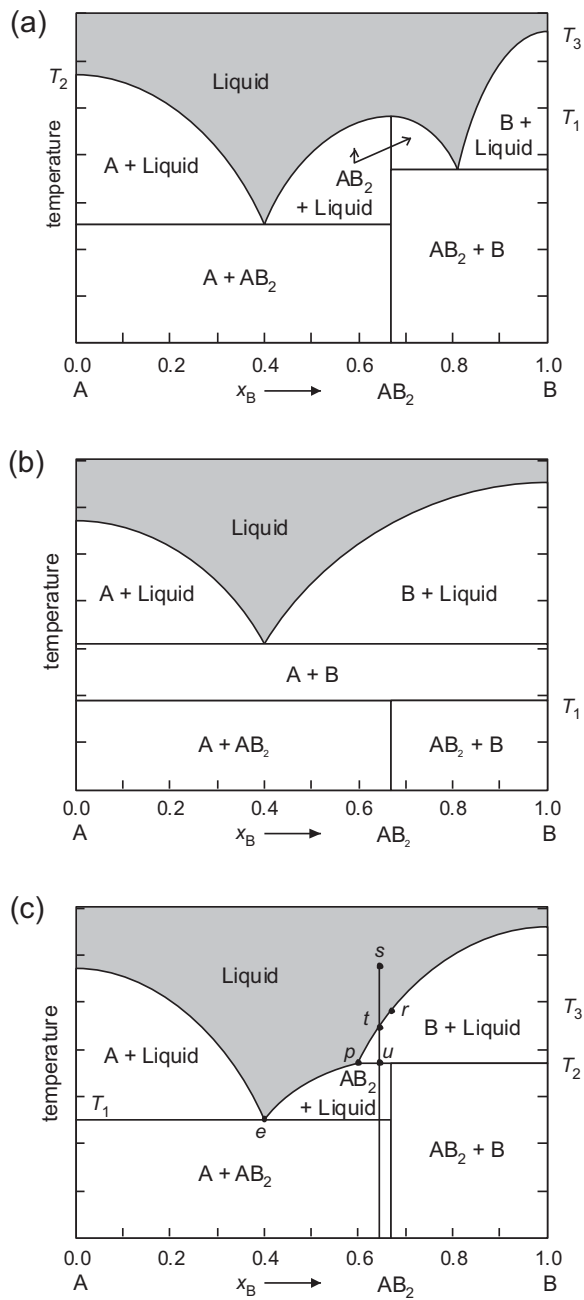 (a)
T₂
Liquid
T₃
T₁
A + Liquid
B +
Liquid
AB₂
+ Liquid
temperature
A + AB₂
AB₂ + B
0.0 0.2 0.4 0.6 0.8 1.0
A x_B AB₂ B
(b)
Liquid
A + Liquid
B + Liquid
temperature
A + B
T₁
A + AB₂
AB₂ + B
0.0 0.2 0.4 0.6 0.8 1.0
A x_B AB₂ B
(c)
s
Liquid
r
T₃
t
A + Liquid
B + Liquid
p
u
T₂
temperature
AB₂
+ Liquid
T₁
e
A + AB₂
AB₂ + B
0.0 0.2 0.4 0.6 0.8 1.0
A x_B AB₂ B